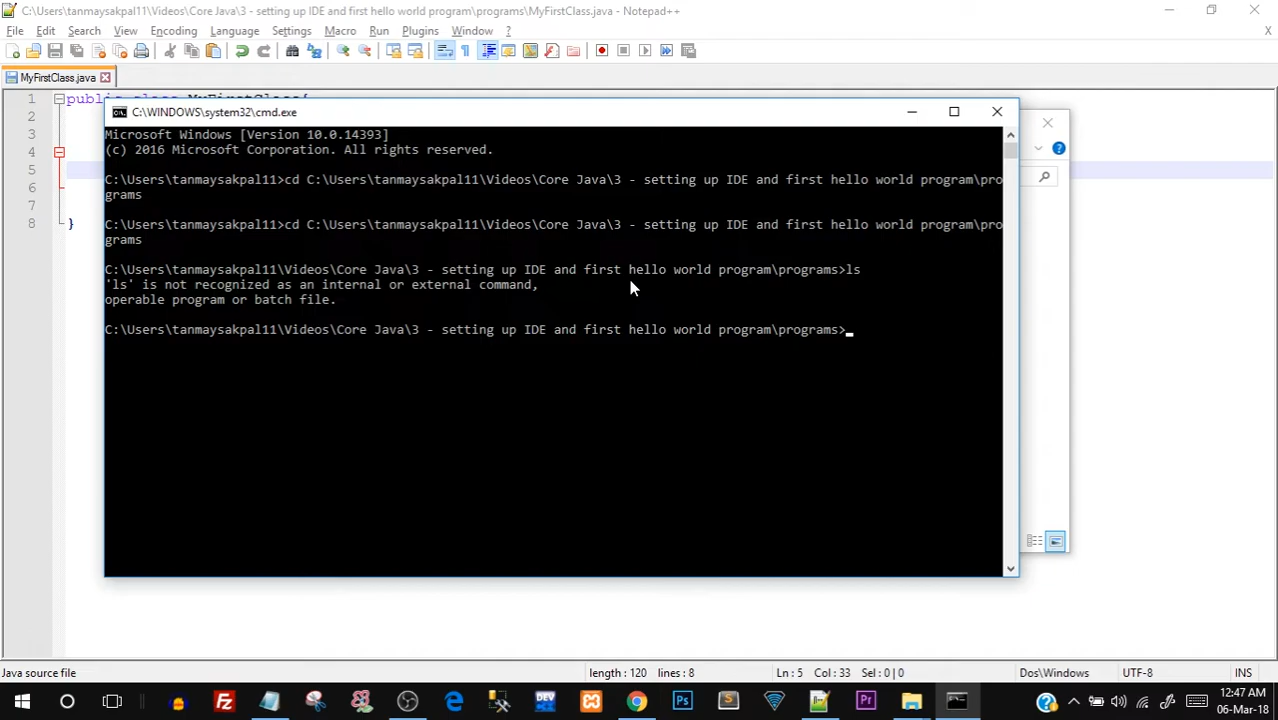 C:\Users\tanmaysakpal11\Videos\Core Java\3 - setting up IDE and first hello world program\programs\MyFirstClass.java - Notepad++
File Edit Search View Encoding Language Settings Macro Run Plugins Window ?
X
MyFirstClass.java
1 public class MyFirstClass{
2
3
4
5
6
7
8 }
C:\WINDOWS\system32\cmd.exe
Microsoft Windows [Version 10.0.14393]
(c) 2016 Microsoft Corporation. All rights reserved.
C:\Users\tanmaysakpal11>cd C:\Users\tanmaysakpal11\Videos\Core Java\3 - setting up IDE and first hello world program\pro
grams
C:\Users\tanmaysakpal11>cd C:\Users\tanmaysakpal11\Videos\Core Java\3 - setting up IDE and first hello world program\pro
grams
C:\Users\tanmaysakpal11\Videos\Core Java\3 - setting up IDE and first hello world program\programs>ls
'ls' is not recognized as an internal or external command,
operable program or batch file.
C:\Users\tanmaysakpal11\Videos\Core Java\3 - setting up IDE and first hello world program\programs>
Java source file length : 120 lines : 8 Ln : 5 Col : 33 Sel : 0 | 0 Dos\Windows UTF-8 INS
Fz DEV Ps S Pr
12:47 AM
06-Mar-18